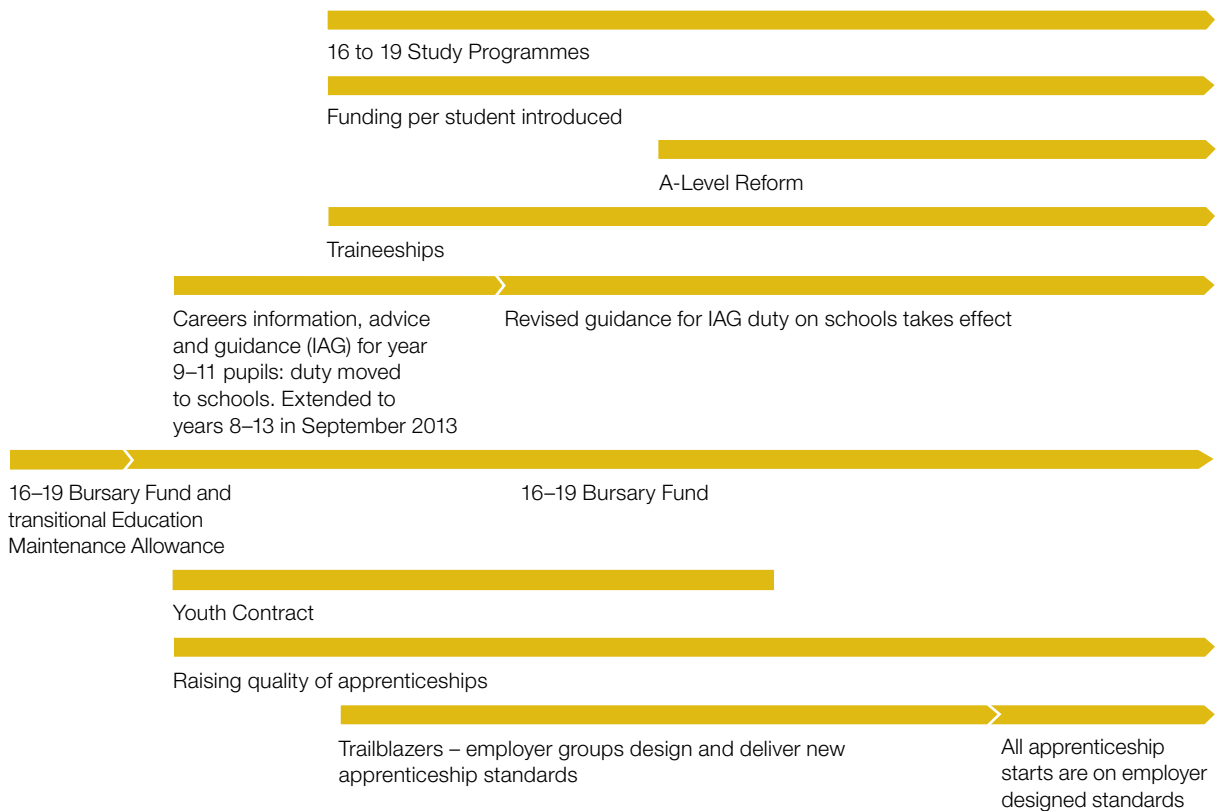 16 to 19 Study Programmes
Funding per student introduced
A-Level Reform
Traineeships
Careers information, advice
and guidance (IAG) for year
9–11 pupils: duty moved
to schools. Extended to
years 8–13 in September 2013
Revised guidance for IAG duty on schools takes effect
16–19 Bursary Fund and
transitional Education
Maintenance Allowance
16–19 Bursary Fund
Youth Contract
Raising quality of apprenticeships
Trailblazers – employer groups design and deliver new
apprenticeship standards
All apprenticeship
starts are on employer
designed standards